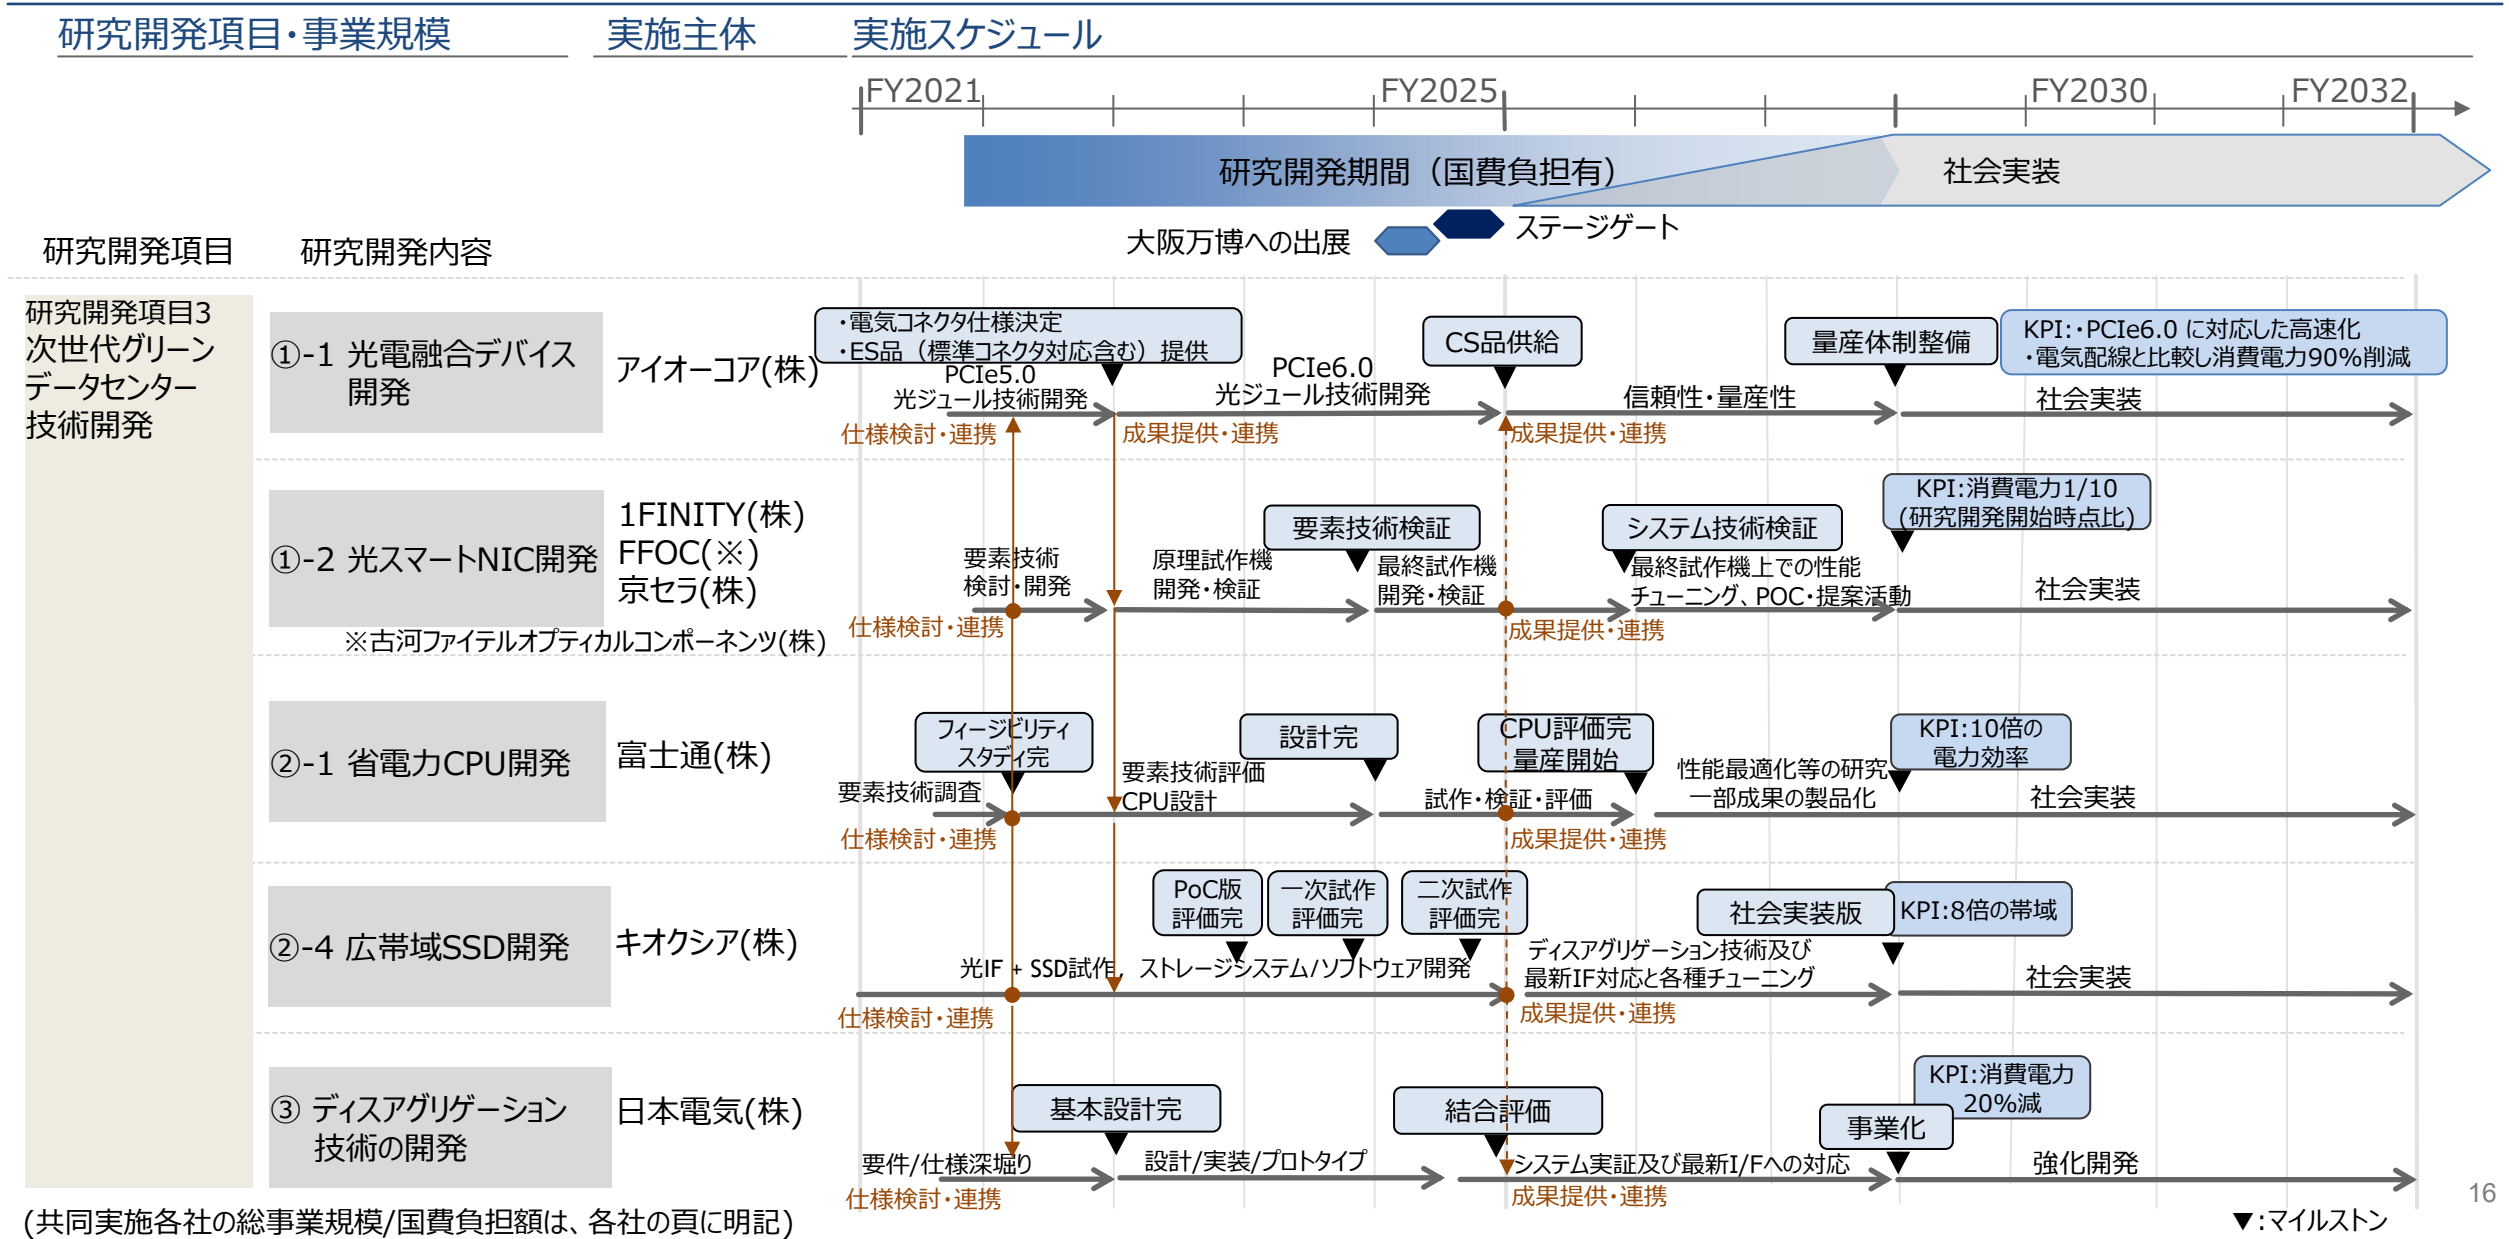 研究開発項目・事業規模
実施主体
実施スケジュール
FY2021
FY2025
FY2030
FY2032
研究開発期間（国費負担有）
社会実装
大阪万博への出展
ステージゲート
研究開発項目
研究開発内容
研究開発項目3
次世代グリーン
データセンター
技術開発
①-1 光電融合デバイス
開発
アイオーコア(株)
・電気コネクタ仕様決定
・ES品（標準コネクタ対応含む）提供
CS品供給
量産体制整備
KPI:・PCIe6.0 に対応した高速化
・電気配線と比較し消費電力90%削減
PCIe5.0
光ジュール技術開発
PCIe6.0
光ジュール技術開発
信頼性・量産性
社会実装
仕様検討・連携
成果提供・連携
成果提供・連携
①-2 光スマートNIC開発
1FINITY(株)
FFOC(※)
京セラ(株)
※古河ファイテルオプティカルコンポーネンツ(株)
要素技術検証
システム技術検証
KPI:消費電力1/10
(研究開発開始時点比)
要素技術
検討・開発
原理試作機
開発・検証
最終試作機
開発・検証
最終試作機上での性能
チューニング、POC・提案活動
社会実装
仕様検討・連携
成果提供・連携
②-1 省電力CPU開発
富士通(株)
フィージビリティ
スタディ完
設計完
CPU評価完
量産開始
KPI:10倍の
電力効率
要素技術調査
要素技術評価
CPU設計
試作・検証・評価
性能最適化等の研究
一部成果の製品化
社会実装
仕様検討・連携
成果提供・連携
②-4 広帯域SSD開発
キオクシア(株)
PoC版
評価完
一次試作
評価完
二次試作
評価完
社会実装版
KPI:8倍の帯域
光IF + SSD試作，ストレージシステム/ソフトウェア開発
ディスアグリゲーション技術及び
最新IF対応と各種チューニング
社会実装
仕様検討・連携
成果提供・連携
③ ディスアグリゲーション
技術の開発
日本電気(株)
基本設計完
結合評価
事業化
KPI:消費電力
20%減
要件/仕様深堀り
設計/実装/プロトタイプ
システム実証及び最新I/Fへの対応
強化開発
仕様検討・連携
成果提供・連携
(共同実施各社の総事業規模/国費負担額は、各社の頁に明記)
▼:マイルストン
16